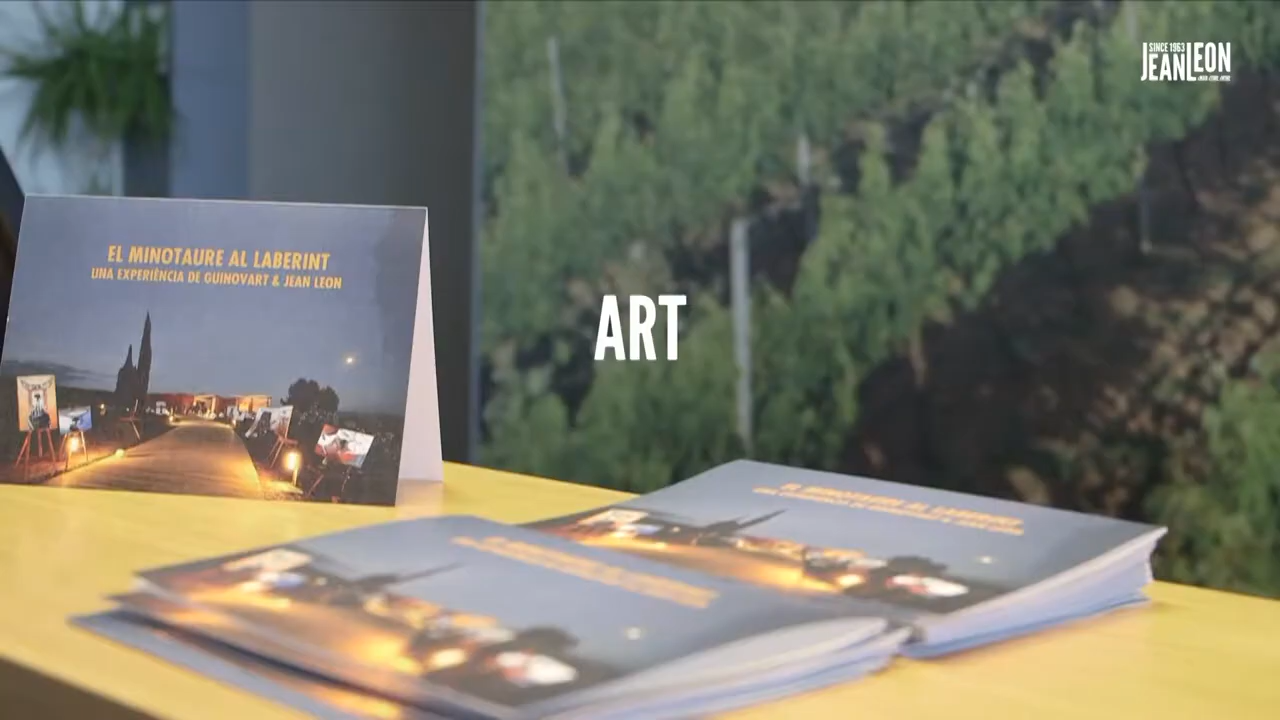 SINCE 1963
JEAN LEON
EL MINOTAURE AL LABERINT
UNA EXPERIÈNCIA DE GUINOVART & JEAN LEON
ART
EL MINOTAURE AL LABERINT